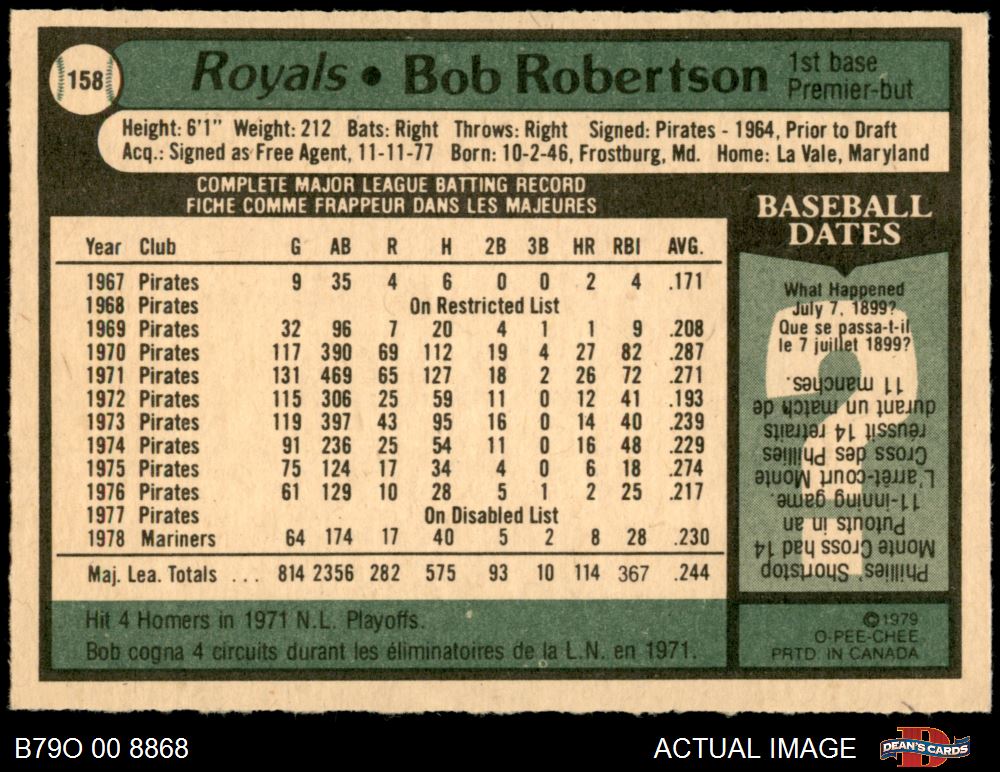 158
Royals • Bob Robertson 1st base
Premier-but
Height: 6'1" Weight: 212 Bats: Right Throws: Right Signed: Pirates - 1964, Prior to Draft
Acq.: Signed as Free Agent, 11-11-77 Born: 10-2-46, Frostburg, Md. Home: La Vale, Maryland
COMPLETE MAJOR LEAGUE BATTING RECORD
FICHE COMME FRAPPEUR DANS LES MAJEURES
Year Club G AB R H 2B 3B HR RBI AVG.
1967 Pirates 9 35 4 6 0 0 2 4 .171
1968 Pirates On Restricted List
1969 Pirates 32 96 7 20 4 1 1 9 .208
1970 Pirates 117 390 69 112 19 4 27 82 .287
1971 Pirates 131 469 65 127 18 2 26 72 .271
1972 Pirates 115 306 25 59 11 0 12 41 .193
1973 Pirates 119 397 43 95 16 0 14 40 .239
1974 Pirates 91 236 25 54 11 0 16 48 .229
1975 Pirates 75 124 17 34 4 0 6 18 .274
1976 Pirates 61 129 10 28 5 1 2 25 .217
1977 Pirates On Disabled List
1978 Mariners 64 174 17 40 5 2 8 28 .230
Maj. Lea. Totals ... 814 2356 282 575 93 10 114 367 .244
BASEBALL
DATES
What Happened
July 7, 1899?
Que se passa-t-il
le 7 juillet 1899?
Phillies' Shortstop
Monte Cross had 14
Putouts in an
11-inning game.
L'arrêt-court Monte
Cross des Phillies
réussit 14 retraits
durant un match de
11 manches.
Hit 4 Homers in 1971 N.L. Playoffs.
Bob cogna 4 circuits durant les éliminatoires de la L.N. en 1971.
©1979
O-PEE-CHEE
PRTD. IN CANADA
B79O 00 8868
ACTUAL IMAGE
DEAN'S CARDS